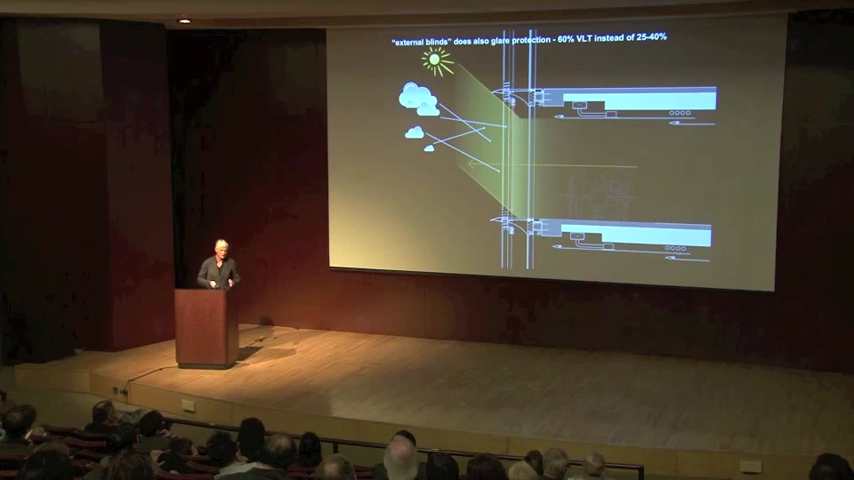 "external blinds" does also glare protection - 60% VLT instead of 25-40%